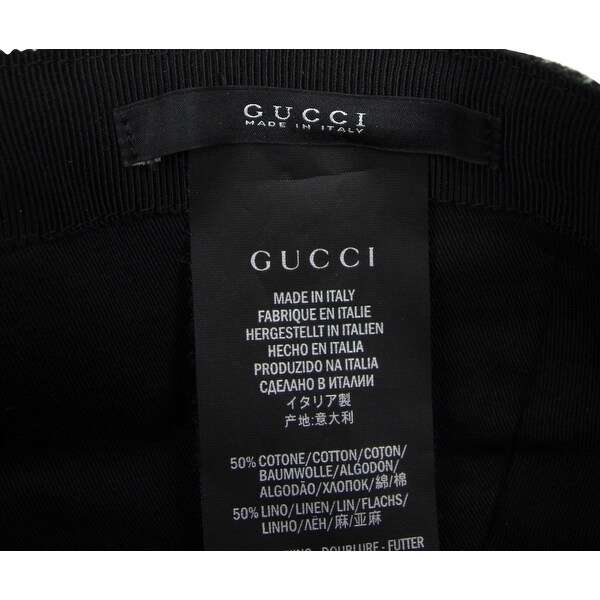 GUCCI
MADE IN ITALY
GUCCI
MADE IN ITALY
FABRIQUE EN ITALIE
HERGESTELLT IN ITALIEN
HECHO EN ITALIA
PRODUZIDO NA ITALIA
СДЕЛАНО В ИТАЛИИ
イタリア製
产地:意大利
50% COTONE/COTTON/COTON/
BAUMWOLLE/ALGODÓN/
ALGODÃO/ХЛОПОК/綿/棉
50% LINO/LINEN/LIN/FLACHS/
LINHO/ЛЁН/麻/亚麻
- DOUBLURE - FUTTER